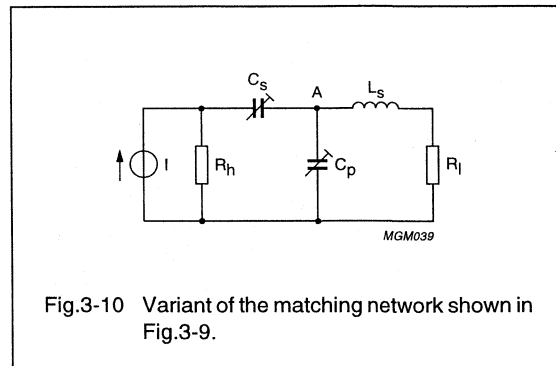 Cs
A
Ls
I
Rh
Cp
Rl
MGM039
Fig.3-10 Variant of the matching network shown in
Fig.3-9.